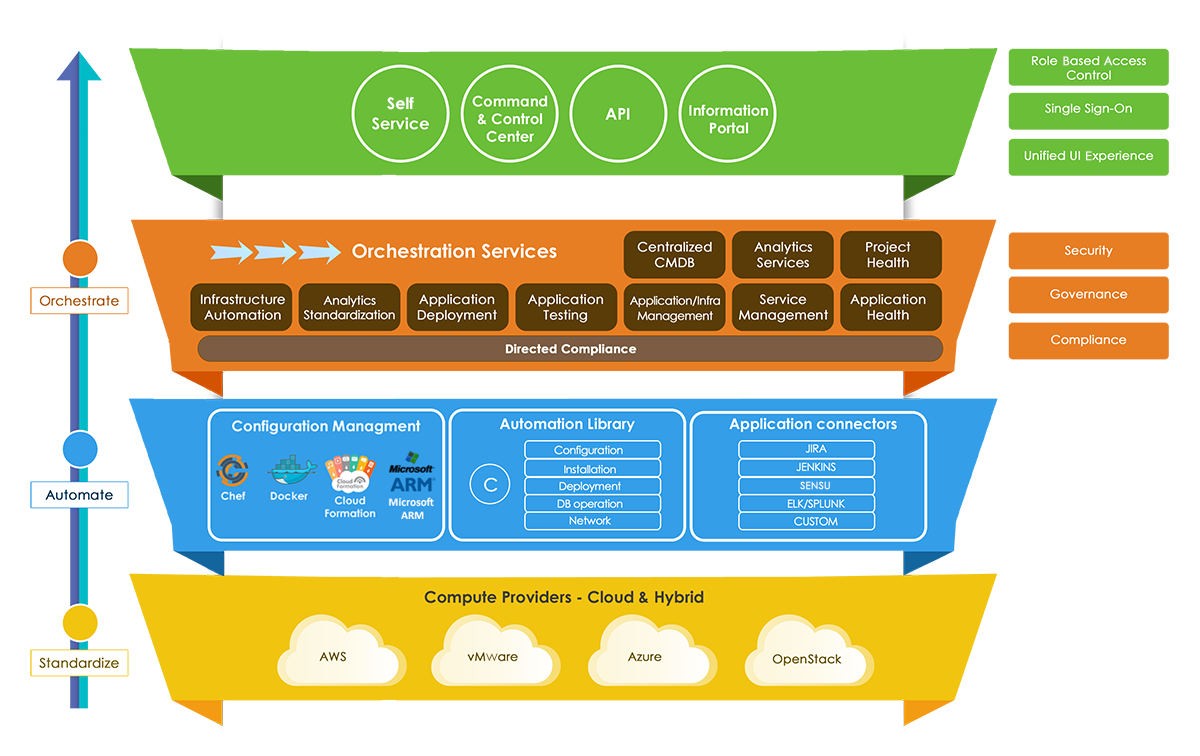 Self
Service
Command
& Control
Center
API
Information
Portal
Role Based Access
Control
Single Sign-On
Unified UI Experience
Orchestration Services
Centralized
CMDB
Analytics
Services
Project
Health
Infrastructure
Automation
Analytics
Standardization
Application
Deployment
Application
Testing
Application/Infra
Management
Service
Management
Application
Health
Directed Compliance
Security
Governance
Compliance
Orchestrate
Configuration Managment
Chef
Docker
Cloud
Formation
Cloud
Formation
Microsoft
ARM
Microsoft
ARM
Automation Library
C
Configuration
Installation
Deployment
DB operation
Network
Application connectors
JIRA
JENKINS
SENSU
ELK/SPLUNK
CUSTOM
Automate
Compute Providers - Cloud & Hybrid
AWS
vMware
Azure
OpenStack
Standardize